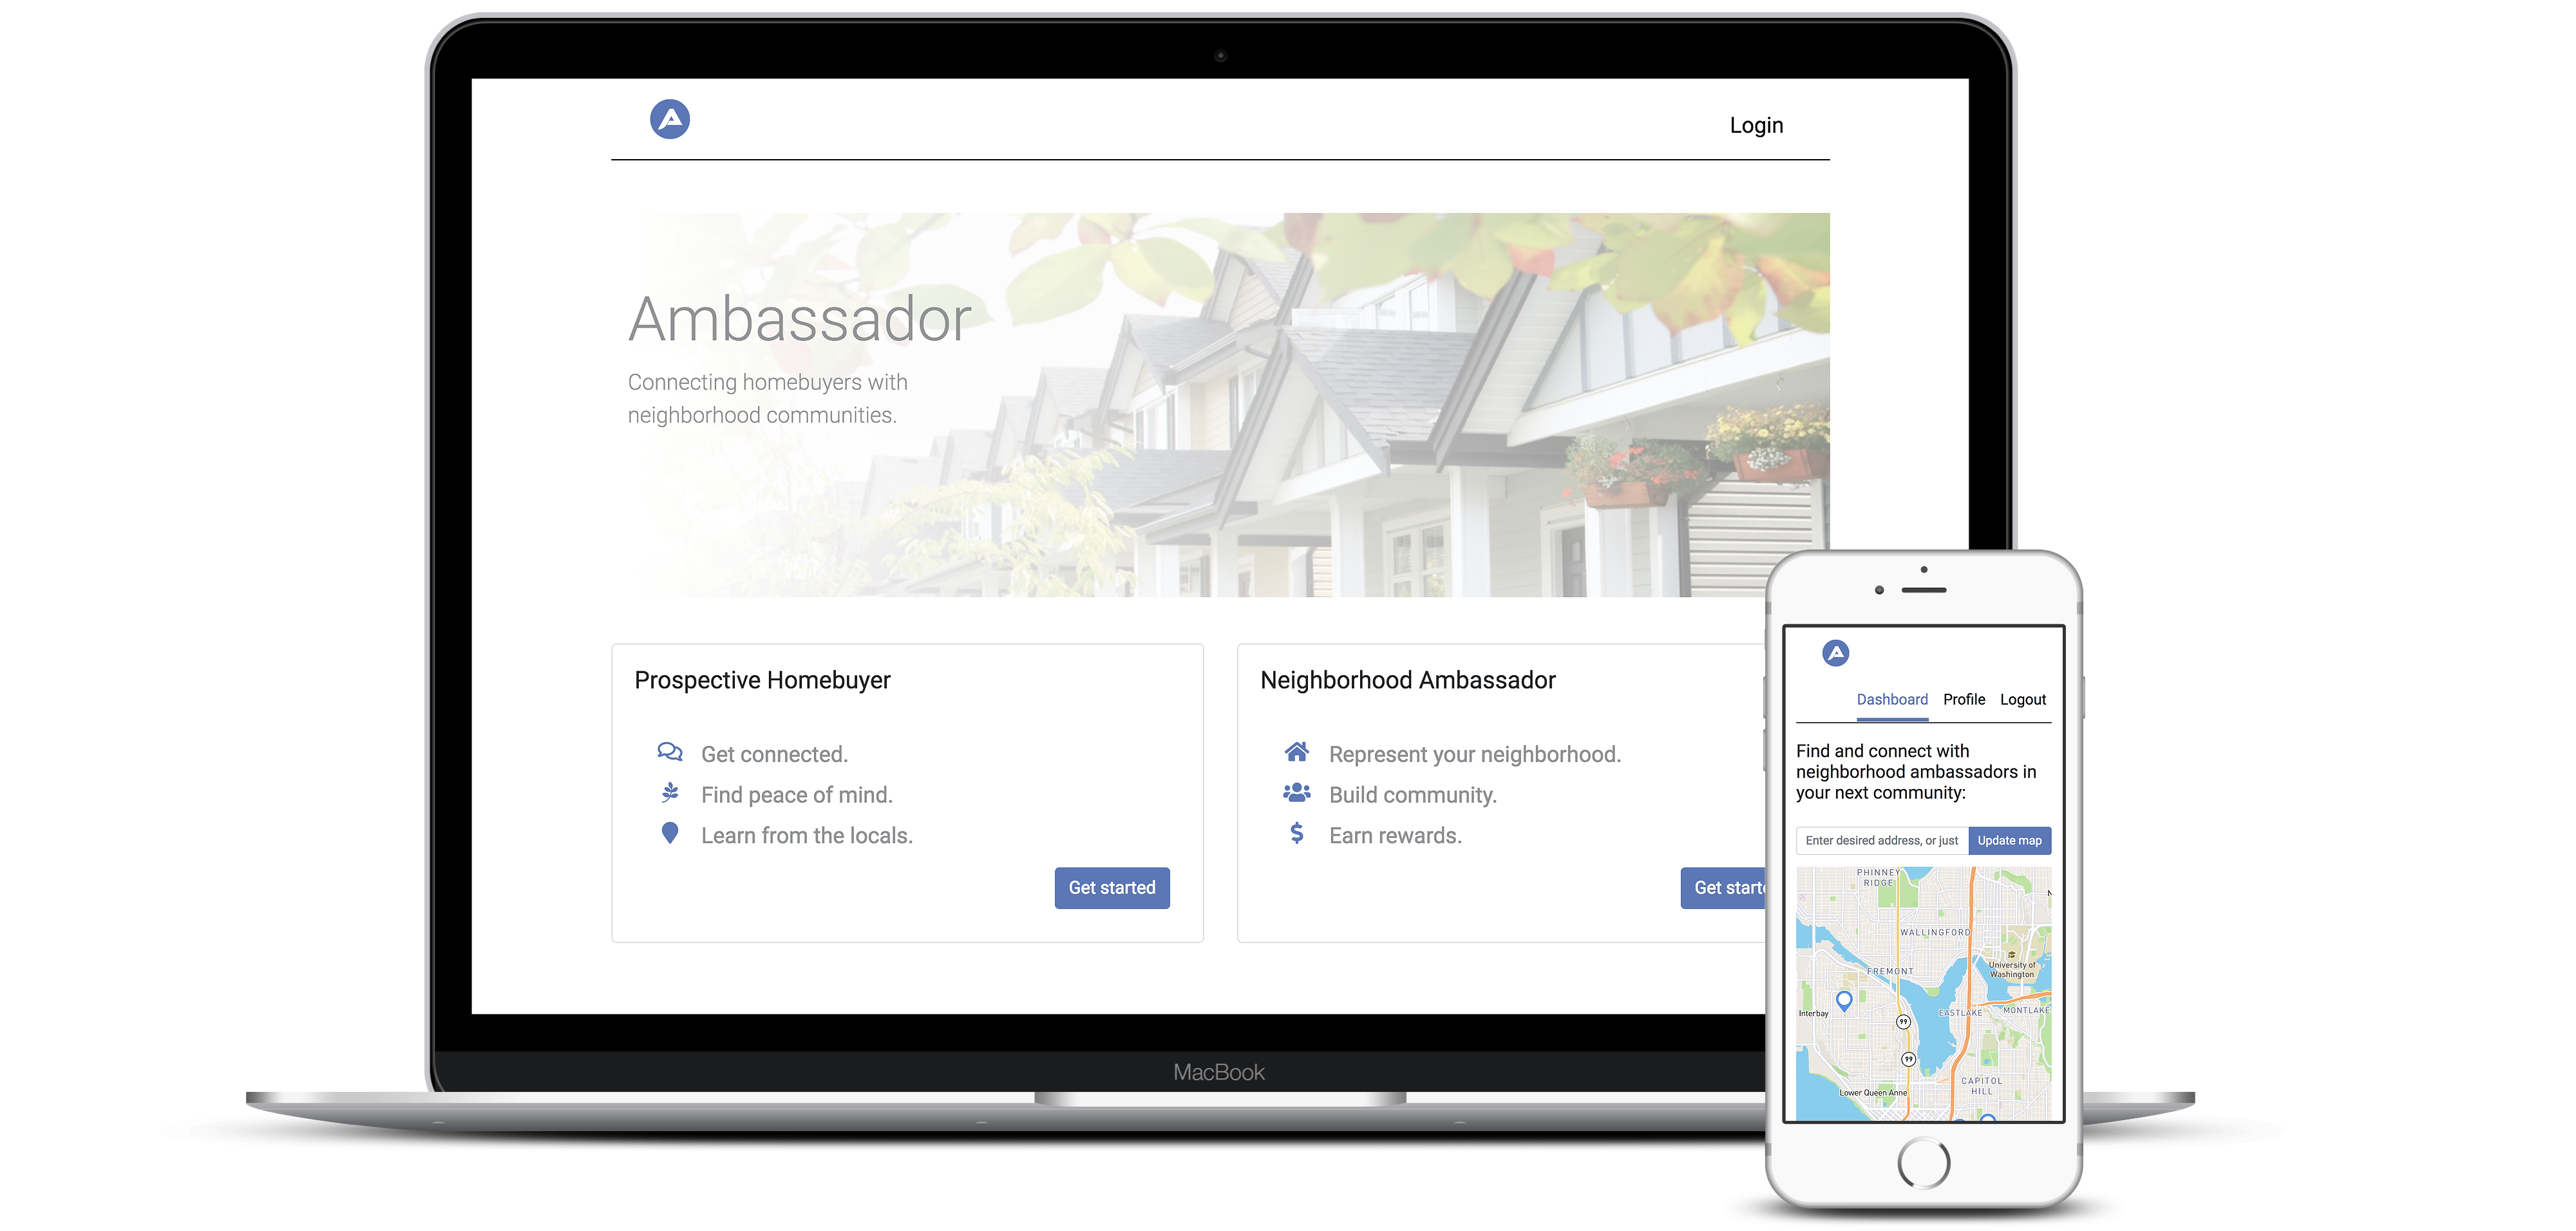 Login
Ambassador
Connecting homebuyers with
neighborhood communities.
Prospective Homebuyer
Get connected.
Find peace of mind.
Learn from the locals.
Get started
Neighborhood Ambassador
Represent your neighborhood.
Build community.
Earn rewards.
Get start
MacBook
Dashboard Profile Logout
Find and connect with
neighborhood ambassadors in
your next community:
Enter desired address, or just
Update map
PHINNEY
RIDGE
N
WALLINGFORD
University of
Washington
FREMONT
Interbay
99
EASTLAKE
MONTLAKE
99
CAPITOL
HILL
Lower Queen Anne